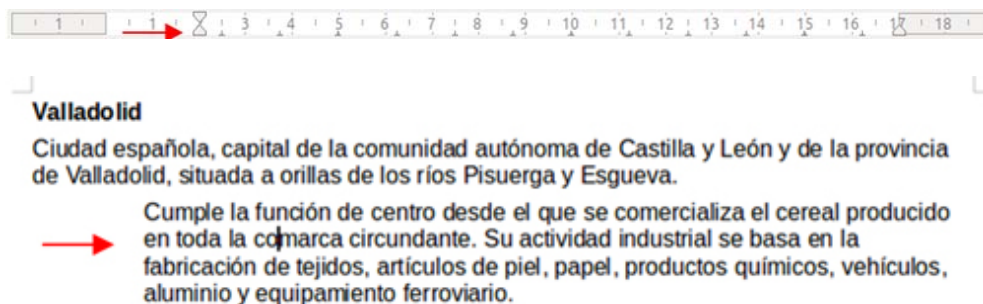 1 1 3 4 5 6 7 8 9 10 11 12 13 14 15 16 17 18
Valladolid
Ciudad española, capital de la comunidad autónoma de Castilla y León y de la provincia
de Valladolid, situada a orillas de los ríos Pisuerga y Esgueva.
Cumple la función de centro desde el que se comercializa el cereal producido
en toda la comarca circundante. Su actividad industrial se basa en la
fabricación de tejidos, artículos de piel, papel, productos químicos, vehículos,
aluminio y equipamiento ferroviario.